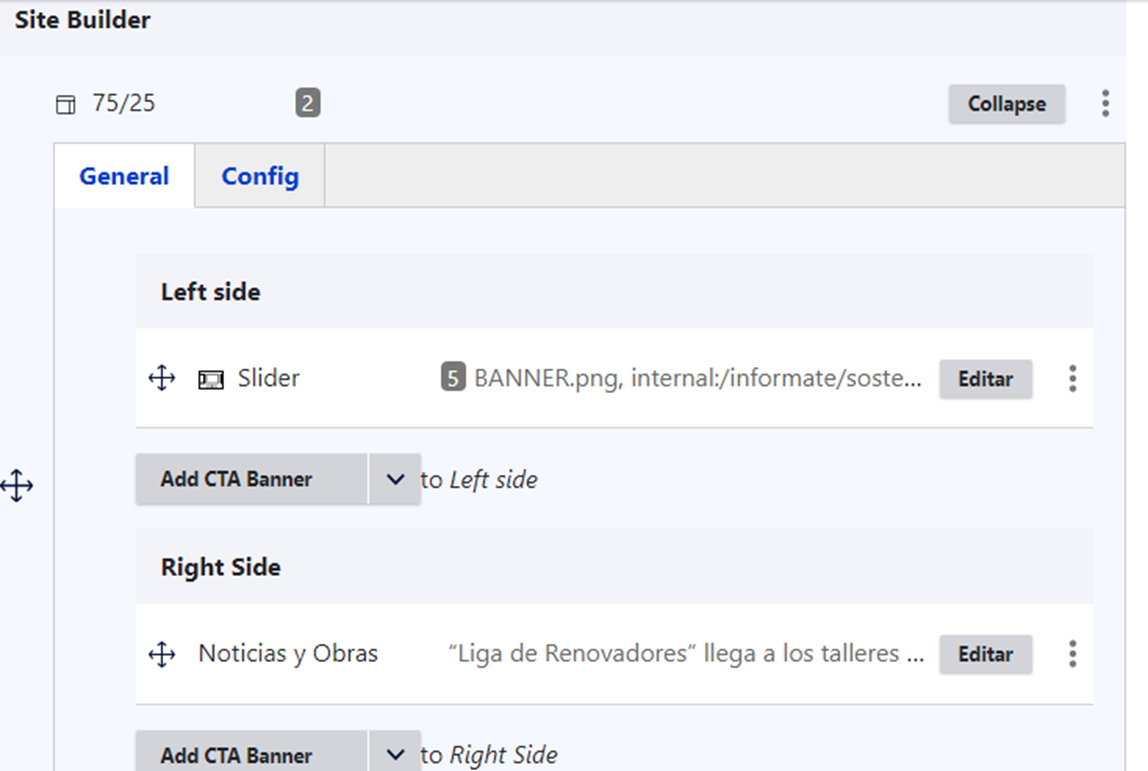 Site Builder
75/25 2 Collapse
General Config
Left side
Slider 5 BANNER.png, internal:/informate/soste... Editar
Add CTA Banner to Left side
Right Side
Noticias y Obras “Liga de Renovadores” llega a los talleres ... Editar
Add CTA Banner to Right Side